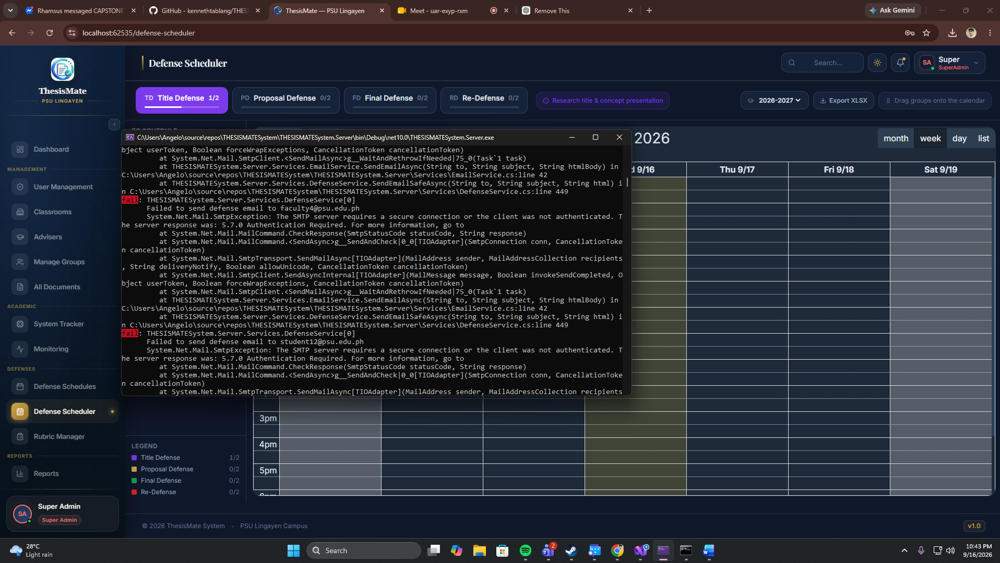 Rhamsus messaged CAPSTONE
GitHub - kennethtablang/THES
ThesisMate — PSU Lingayen
Meet - uar-exyp-rxm
Remove This
Ask Gemini
localhost:62535/defense-scheduler
ThesisMate
PSU LINGAYEN
Dashboard
MANAGEMENT
User Management
Classrooms
Advisers
Manage Groups
All Documents
ACADEMIC
System Tracker
Monitoring
DEFENSES
Defense Schedules
Defense Scheduler
Rubric Manager
REPORTS
Reports
SA
Super Admin
Super Admin
Defense Scheduler
Search...
SA
Super
SuperAdmin
TD Title Defense 1/2
PD Proposal Defense 0/2
FD Final Defense 0/2
RD Re-Defense 0/2
Research title & concept presentation
2026-2027
Export XLSX
Drag groups onto the calendar
2026
month
week
day
list
d 9/16
Thu 9/17
Fri 9/18
Sat 9/19
C:\Users\Angelo\source\repos\THESISMATESystem\THESISMATESystem.Server\bin\Debug\net10.0\THESISMATESystem.Server.exe
bject userToken, Boolean forceWrapExceptions, CancellationToken cancellationToken)
at System.Net.Mail.SmtpClient.<SendMailAsync>g__WaitAndRethrowIfNeeded|75_0(Task`1 task)
at THESISMATESystem.Server.Services.EmailService.SendEmailAsync(String to, String subject, String htmlBody) in
C:\Users\Angelo\source\repos\THESISMATESystem\THESISMATESystem.Server\Services\EmailService.cs:line 42
at THESISMATESystem.Server.Services.DefenseService.SendEmailSafeAsync(String to, String subject, String html) i
n C:\Users\Angelo\source\repos\THESISMATESystem\THESISMATESystem.Server\Services\DefenseService.cs:line 449
fail: THESISMATESystem.Server.Services.DefenseService[0]
Failed to send defense email to faculty4@psu.edu.ph
System.Net.Mail.SmtpException: The SMTP server requires a secure connection or the client was not authenticated. T
he server response was: 5.7.0 Authentication Required. For more information, go to
at System.Net.Mail.MailCommand.CheckResponse(SmtpStatusCode statusCode, String response)
at System.Net.Mail.MailCommand.<SendAsync>g__SendAndCheck|0_0[TIOAdapter](SmtpConnection conn, CancellationToke
n cancellationToken)
at System.Net.Mail.SmtpTransport.SendMailAsync[TIOAdapter](MailAddress sender, MailAddressCollection recipients
, String deliveryNotify, Boolean allowUnicode, CancellationToken cancellationToken)
at System.Net.Mail.SmtpClient.SendAsyncInternal[TIOAdapter](MailMessage message, Boolean invokeSendCompleted, O
bject userToken, Boolean forceWrapExceptions, CancellationToken cancellationToken)
at System.Net.Mail.SmtpClient.<SendMailAsync>g__WaitAndRethrowIfNeeded|75_0(Task`1 task)
at THESISMATESystem.Server.Services.EmailService.SendEmailAsync(String to, String subject, String htmlBody) in
C:\Users\Angelo\source\repos\THESISMATESystem\THESISMATESystem.Server\Services\EmailService.cs:line 42
at THESISMATESystem.Server.Services.DefenseService.SendEmailSafeAsync(String to, String subject, String html) i
n C:\Users\Angelo\source\repos\THESISMATESystem\THESISMATESystem.Server\Services\DefenseService.cs:line 449
fail: THESISMATESystem.Server.Services.DefenseService[0]
Failed to send defense email to student12@psu.edu.ph
System.Net.Mail.SmtpException: The SMTP server requires a secure connection or the client was not authenticated. T
he server response was: 5.7.0 Authentication Required. For more information, go to
at System.Net.Mail.MailCommand.CheckResponse(SmtpStatusCode statusCode, String response)
at System.Net.Mail.MailCommand.<SendAsync>g__SendAndCheck|0_0[TIOAdapter](SmtpConnection conn, CancellationToke
n cancellationToken)
at System.Net.Mail.SmtpTransport.SendMailAsync[TIOAdapter](MailAddress sender, MailAddressCollection recipients
3pm
4pm
5pm
LEGEND
Title Defense 1/2
Proposal Defense 0/2
Final Defense 0/2
Re-Defense 0/2
© 2026 ThesisMate System • PSU Lingayen Campus
v1.0
28°C
Light rain
Search
2
10:43 PM
9/16/2026